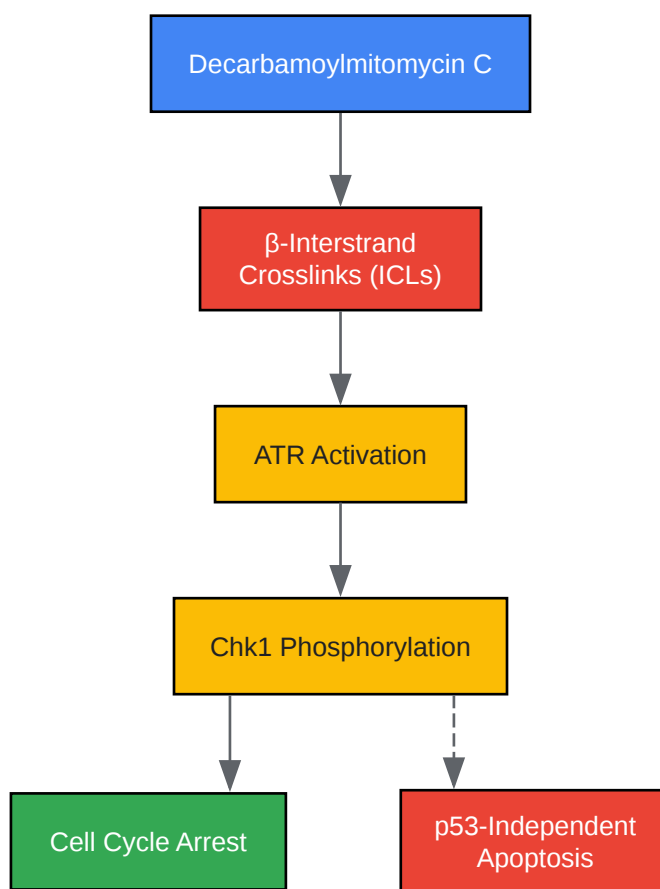 Decarbamoylmitomycin C
β-Interstrand
Crosslinks (ICLs)
ATR Activation
Chk1 Phosphorylation
Cell Cycle Arrest
p53-Independent
Apoptosis